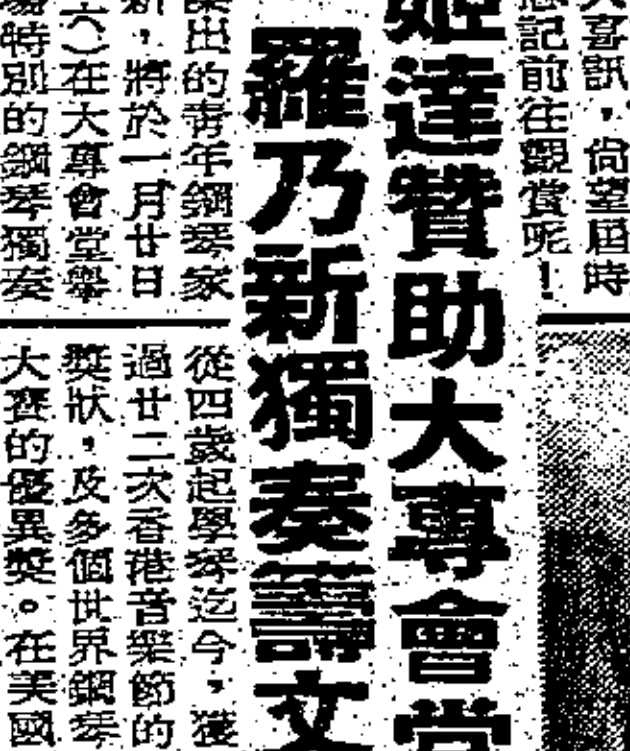 大喜訊，尙望屆時
忘記前往觀賞呢！
姬達贊助大專會堂
羅乃新獨奏籌文
傑出的靑年鋼琴家
新，將於一月廿日
（六）在大專會堂舉
場特別的鋼琴獨奏
從四歲起學琴迄今，獲
過廿二次香港音樂節的
獎狀，及多個世界鋼琴
大賽的優異獎。在美國